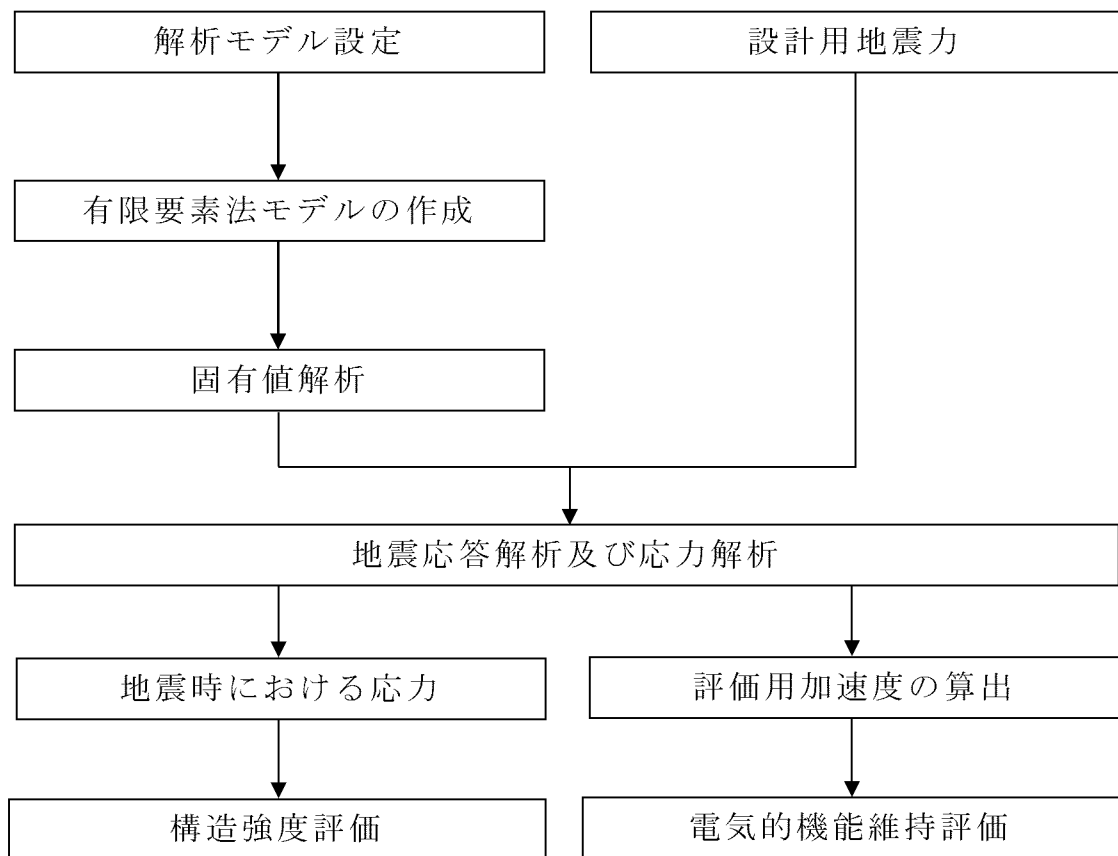 解析モデル設定
設計用地震力
有限要素法モデルの作成
固有値解析
地震応答解析及び応力解析
地震時における応力
評価用加速度の算出
構造強度評価
電気的機能維持評価